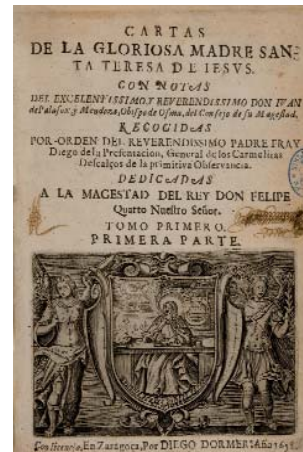 CARTAS
DE LA GLORIOSA MADRE SAN-
TA TERESA DE IESVS.
CON NOTAS
DEL EXCELENTISSIMO, Y REVERENDISSIMO DON IVAN
de Palafox y Mendoza, Obispo de Osma, del Consejo de su Magestad.
RECOGIDAS
POR ORDEN DEL REVERENDISSIMO PADRE FRAY
Diego de la Presentacion, General de los Carmelitas
Descalços de la primitiva Observancia.
DEDICADAS
A LA MAGESTAD DEL REY DON FELIPE
Quarto Nuestro Señor.
TOMO PRIMERO.
PRIMERA PARTE.
Con licencia, En Zaragoça, Por DIEGO DORMER: Año